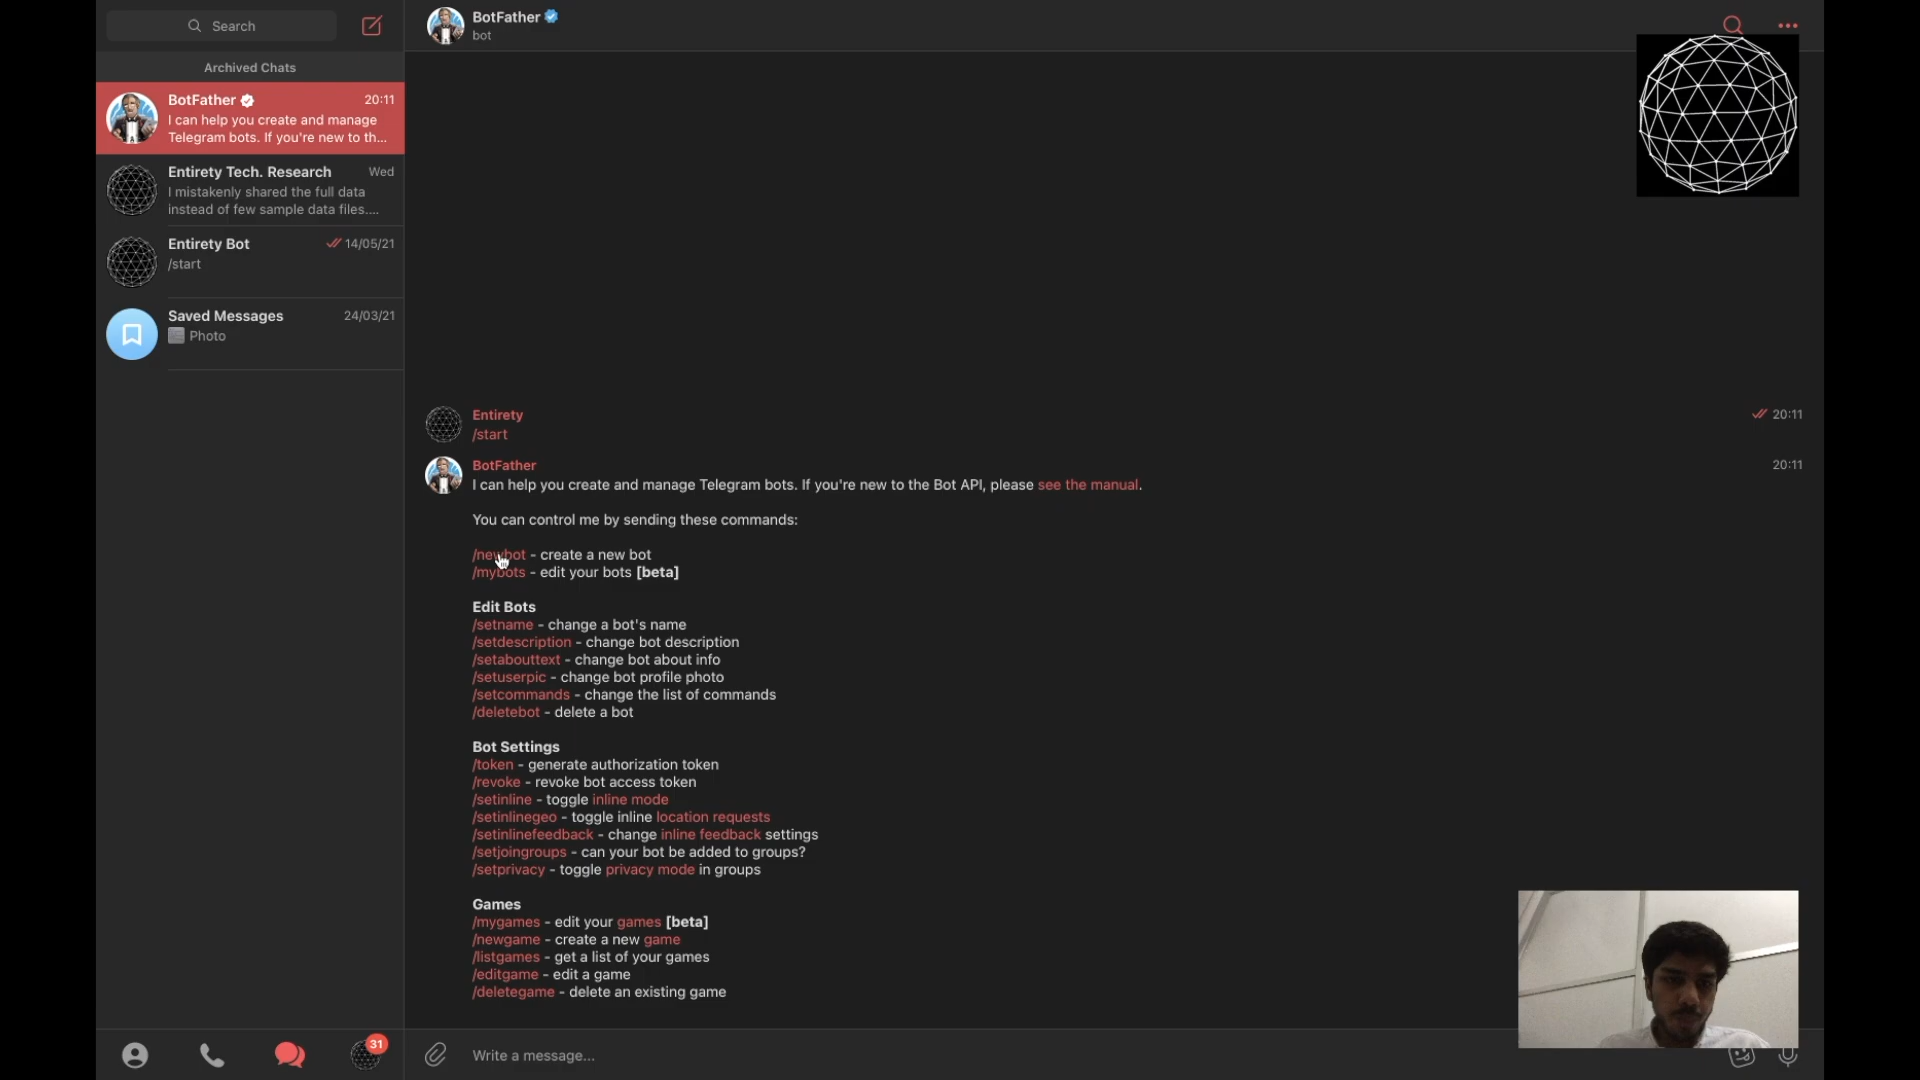 Search
Archived Chats
BotFather 20:11
I can help you create and manage
Telegram bots. If you're new to th...
Entirety Tech. Research Wed
I mistakenly shared the full data
instead of few sample data files....
Entirety Bot 14/05/21
/start
Saved Messages 24/03/21
Photo
31
BotFather
bot
Entirety 20:11
/start
BotFather 20:11
I can help you create and manage Telegram bots. If you're new to the Bot API, please see the manual.
You can control me by sending these commands:
/newbot - create a new bot
/mybots - edit your bots [beta]
Edit Bots
/setname - change a bot's name
/setdescription - change bot description
/setabouttext - change bot about info
/setuserpic - change bot profile photo
/setcommands - change the list of commands
/deletebot - delete a bot
Bot Settings
/token - generate authorization token
/revoke - revoke bot access token
/setinline - toggle inline mode
/setinlinegeo - toggle inline location requests
/setinlinefeedback - change inline feedback settings
/setjoingroups - can your bot be added to groups?
/setprivacy - toggle privacy mode in groups
Games
/mygames - edit your games [beta]
/newgame - create a new game
/listgames - get a list of your games
/editgame - edit a game
/deletegame - delete an existing game
Write a message...